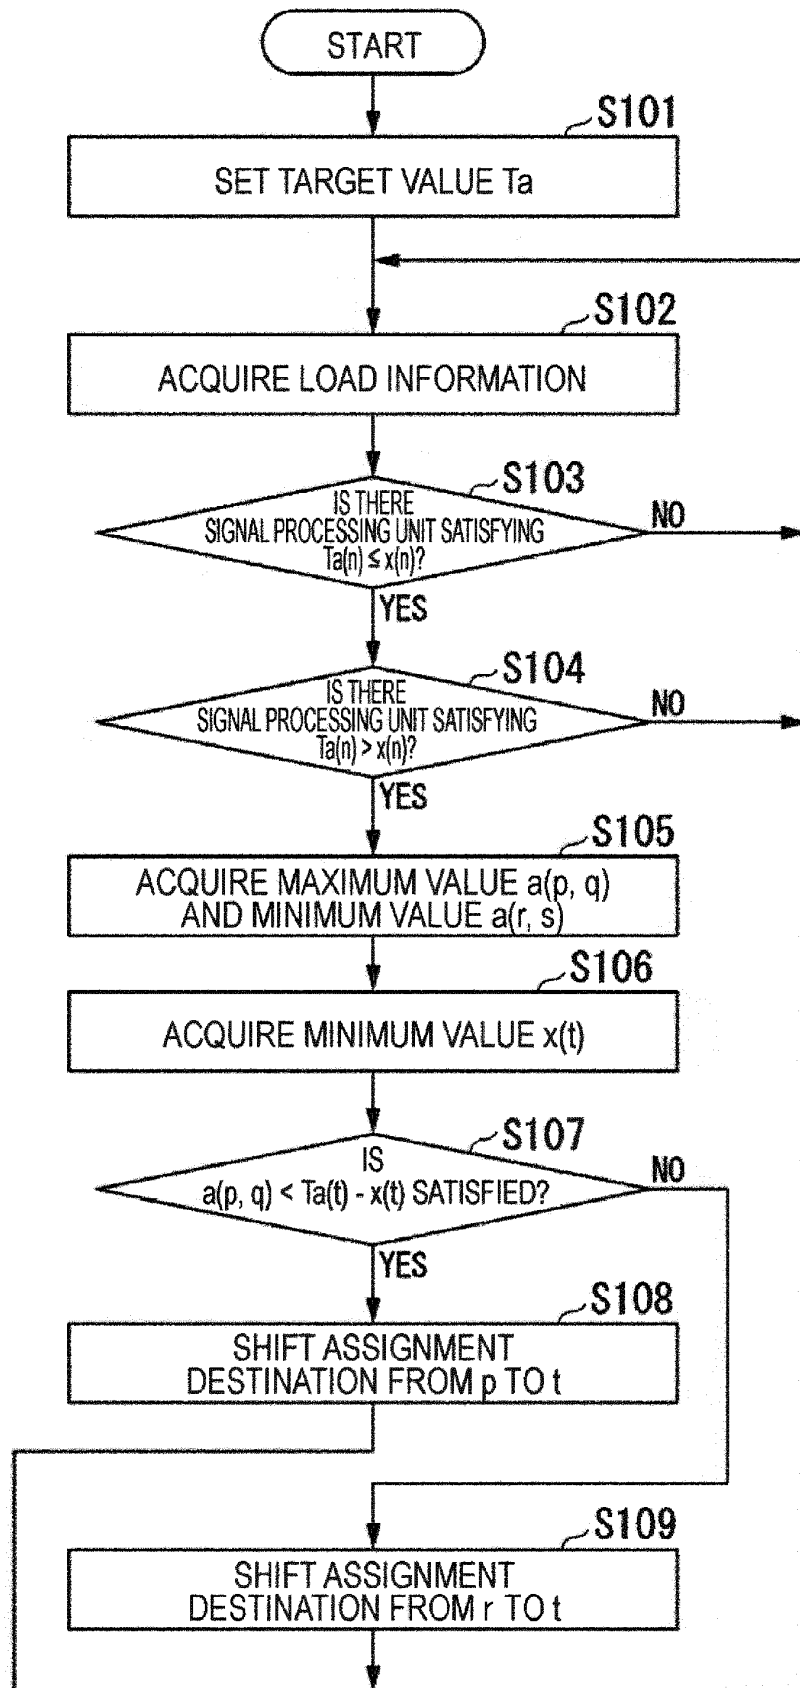 START
S101
SET TARGET VALUE Ta
S102
ACQUIRE LOAD INFORMATION
S103
IS THERE
SIGNAL PROCESSING UNIT SATISFYING
Ta(n) ≤ x(n)?
NO
YES
S104
IS THERE
SIGNAL PROCESSING UNIT SATISFYING
Ta(n) > x(n)?
NO
YES
S105
ACQUIRE MAXIMUM VALUE a(p, q)
AND MINIMUM VALUE a(r, s)
S106
ACQUIRE MINIMUM VALUE x(t)
S107
IS
a(p, q) < Ta(t) - x(t) SATISFIED?
NO
YES
S108
SHIFT ASSIGNMENT
DESTINATION FROM p TO t
S109
SHIFT ASSIGNMENT
DESTINATION FROM r TO t